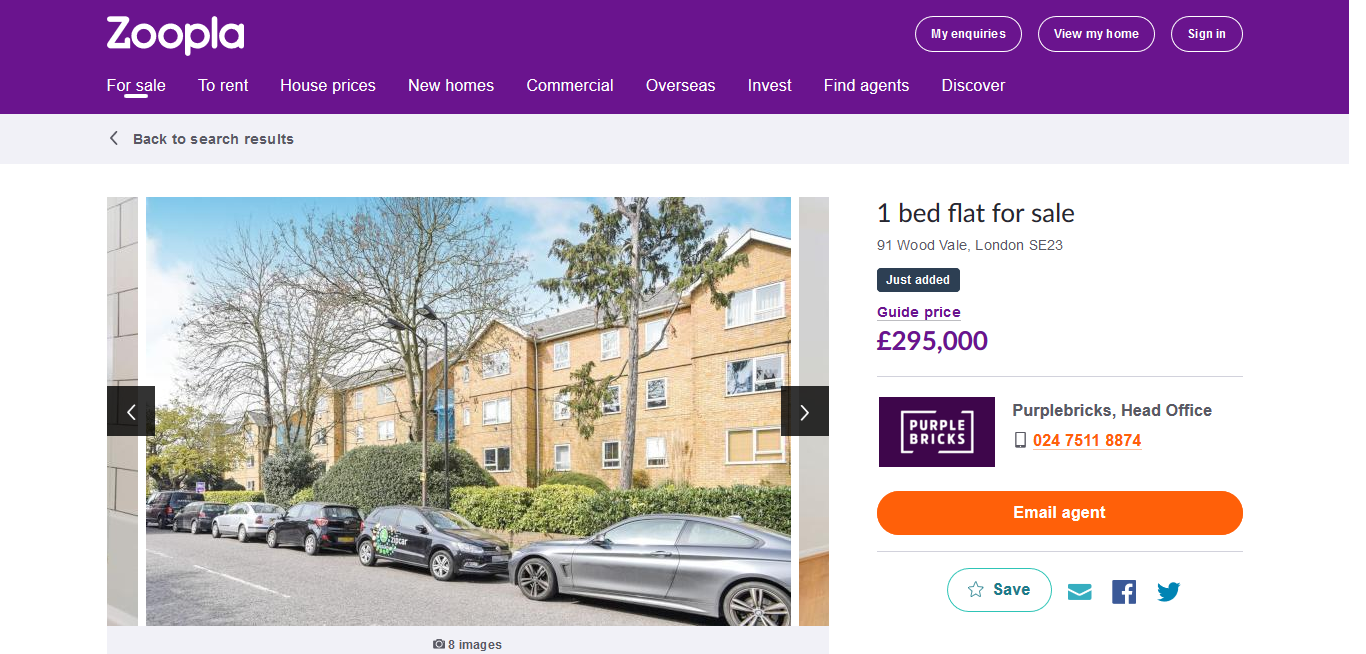 Zoopla
My enquiries
View my home
Sign in
For sale
To rent
House prices
New homes
Commercial
Overseas
Invest
Find agents
Discover
Back to search results
1 bed flat for sale
91 Wood Vale, London SE23
Just added
Guide price
£295,000
PURPLE
BRICKS
Purplebricks, Head Office
024 7511 8874
Email agent
Save
zipcar
8 images